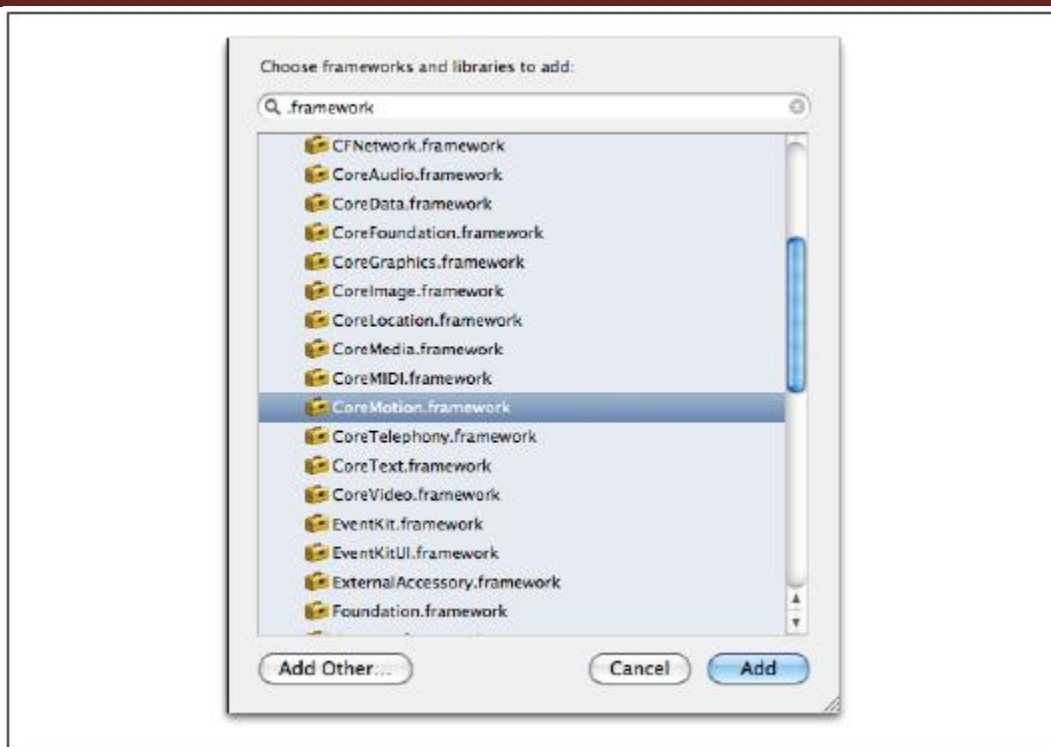 Choose frameworks and libraries to add:
.framework
CFNetwork.framework
CoreAudio.framework
CoreData.framework
CoreFoundation.framework
CoreGraphics.framework
CoreImage.framework
CoreLocation.framework
CoreMedia.framework
CoreMIDI.framework
CoreMotion.framework
CoreTelephony.framework
CoreText.framework
CoreVideo.framework
EventKit.framework
EventKitUI.framework
ExternalAccessory.framework
Foundation.framework
Add Other...
Cancel
Add